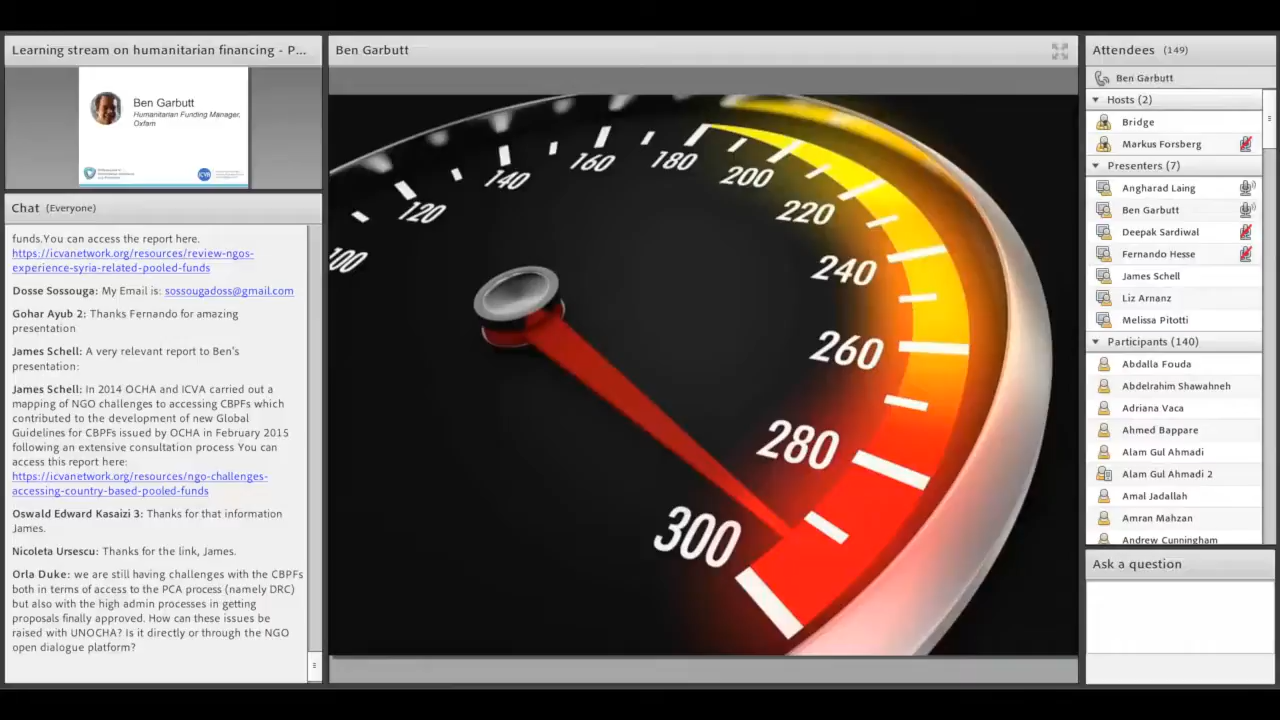 Learning stream on humanitarian financing - P...
Ben Garbutt
Humanitarian Funding Manager,
Oxfam
ICVA
Chat (Everyone)
funds.You can access the report here.
https://icvanetwork.org/resources/review-ngos-
experience-syria-related-pooled-funds
Dosse Sossouga: My Email is: sossougadoss@gmail.com
Gohar Ayub 2: Thanks Fernando for amazing
presentation
James Schell: A very relevant report to Ben's
presentation:
James Schell: In 2014 OCHA and ICVA carried out a
mapping of NGO challenges to accessing CBPFs which
contributed to the development of new Global
Guidelines for CBPFs issued by OCHA in February 2015
following an extensive consultation process You can
access this report here:
https://icvanetwork.org/resources/ngo-challenges-
accessing-country-based-pooled-funds
Oswald Edward Kasaizi 3: Thanks for that information
James.
Nicoleta Ursescu: Thanks for the link, James.
Orla Duke: we are still having challenges with the CBPFs
both in terms of access to the PCA process (namely DRC)
but also with the high admin processes in getting
proposals finally approved. How can these issues be
raised with UNOCHA? Is it directly or through the NGO
open dialogue platform?
Ben Garbutt
100
120
140
160
180
200
220
240
260
280
300
Attendees (149)
Ben Garbutt
Hosts (2)
Bridge
Markus Forsberg
Presenters (7)
Angharad Laing
Ben Garbutt
Deepak Sardiwal
Fernando Hesse
James Schell
Liz Arnanz
Melissa Pitotti
Participants (140)
Abdalla Fouda
Abdelrahim Shawahneh
Adriana Vaca
Ahmed Bappare
Alam Gul Ahmadi
Alam Gul Ahmadi 2
Amal Jadallah
Amran Mahzan
Andrew Cunningham
Ask a question